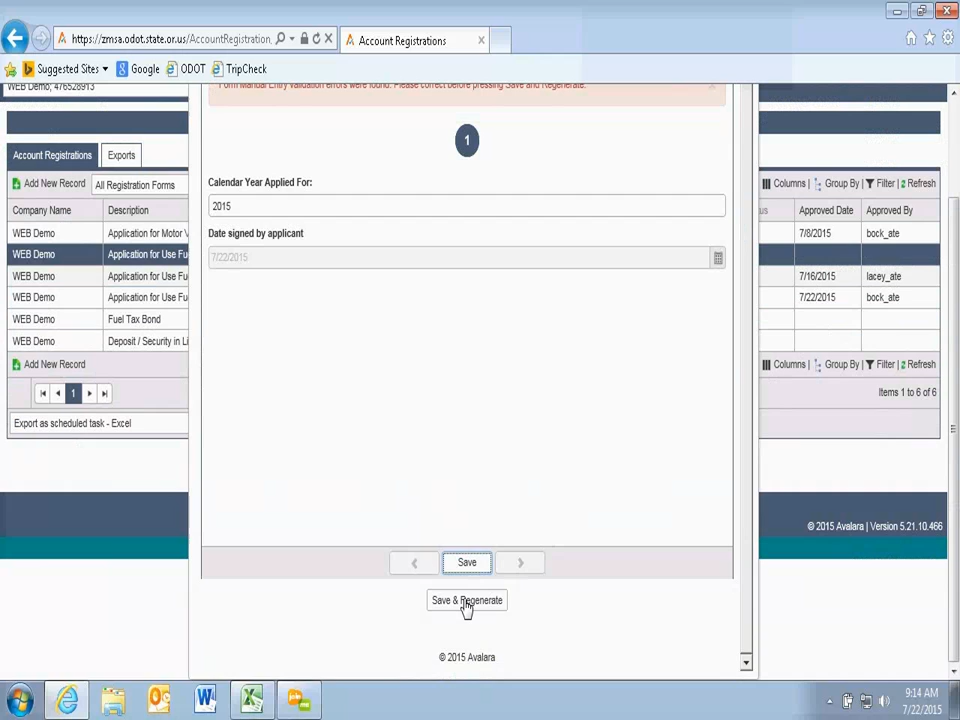 https://zmsa.odot.state.or.us/AccountRegistration
Account Registrations
Suggested Sites
Google
ODOT
TripCheck
WEB Demo; 476528913
Form Manual Entry validation errors were found. Please correct before pressing Save and Regenerate.
1
Account Registrations
Exports
Add New Record
All Registration Forms
Columns | Group By | Filter | Refresh
Calendar Year Applied For:
2015
Date signed by applicant
7/22/2015
Company Name
Description
Approved Date
Approved By
WEB Demo
Application for Motor
7/8/2015
bock_ate
WEB Demo
Application for Use Fu
WEB Demo
Application for Use Fu
7/16/2015
lacey_ate
WEB Demo
Application for Use Fu
7/22/2015
bock_ate
WEB Demo
Fuel Tax Bond
WEB Demo
Deposit / Security in Li
Add New Record
Columns | Group By | Filter | Refresh
1
Items 1 to 6 of 6
Export as scheduled task - Excel
© 2015 Avalara | Version 5.21.10.466
Save
Save & Regenerate
© 2015 Avalara
9:14 AM
7/22/2015